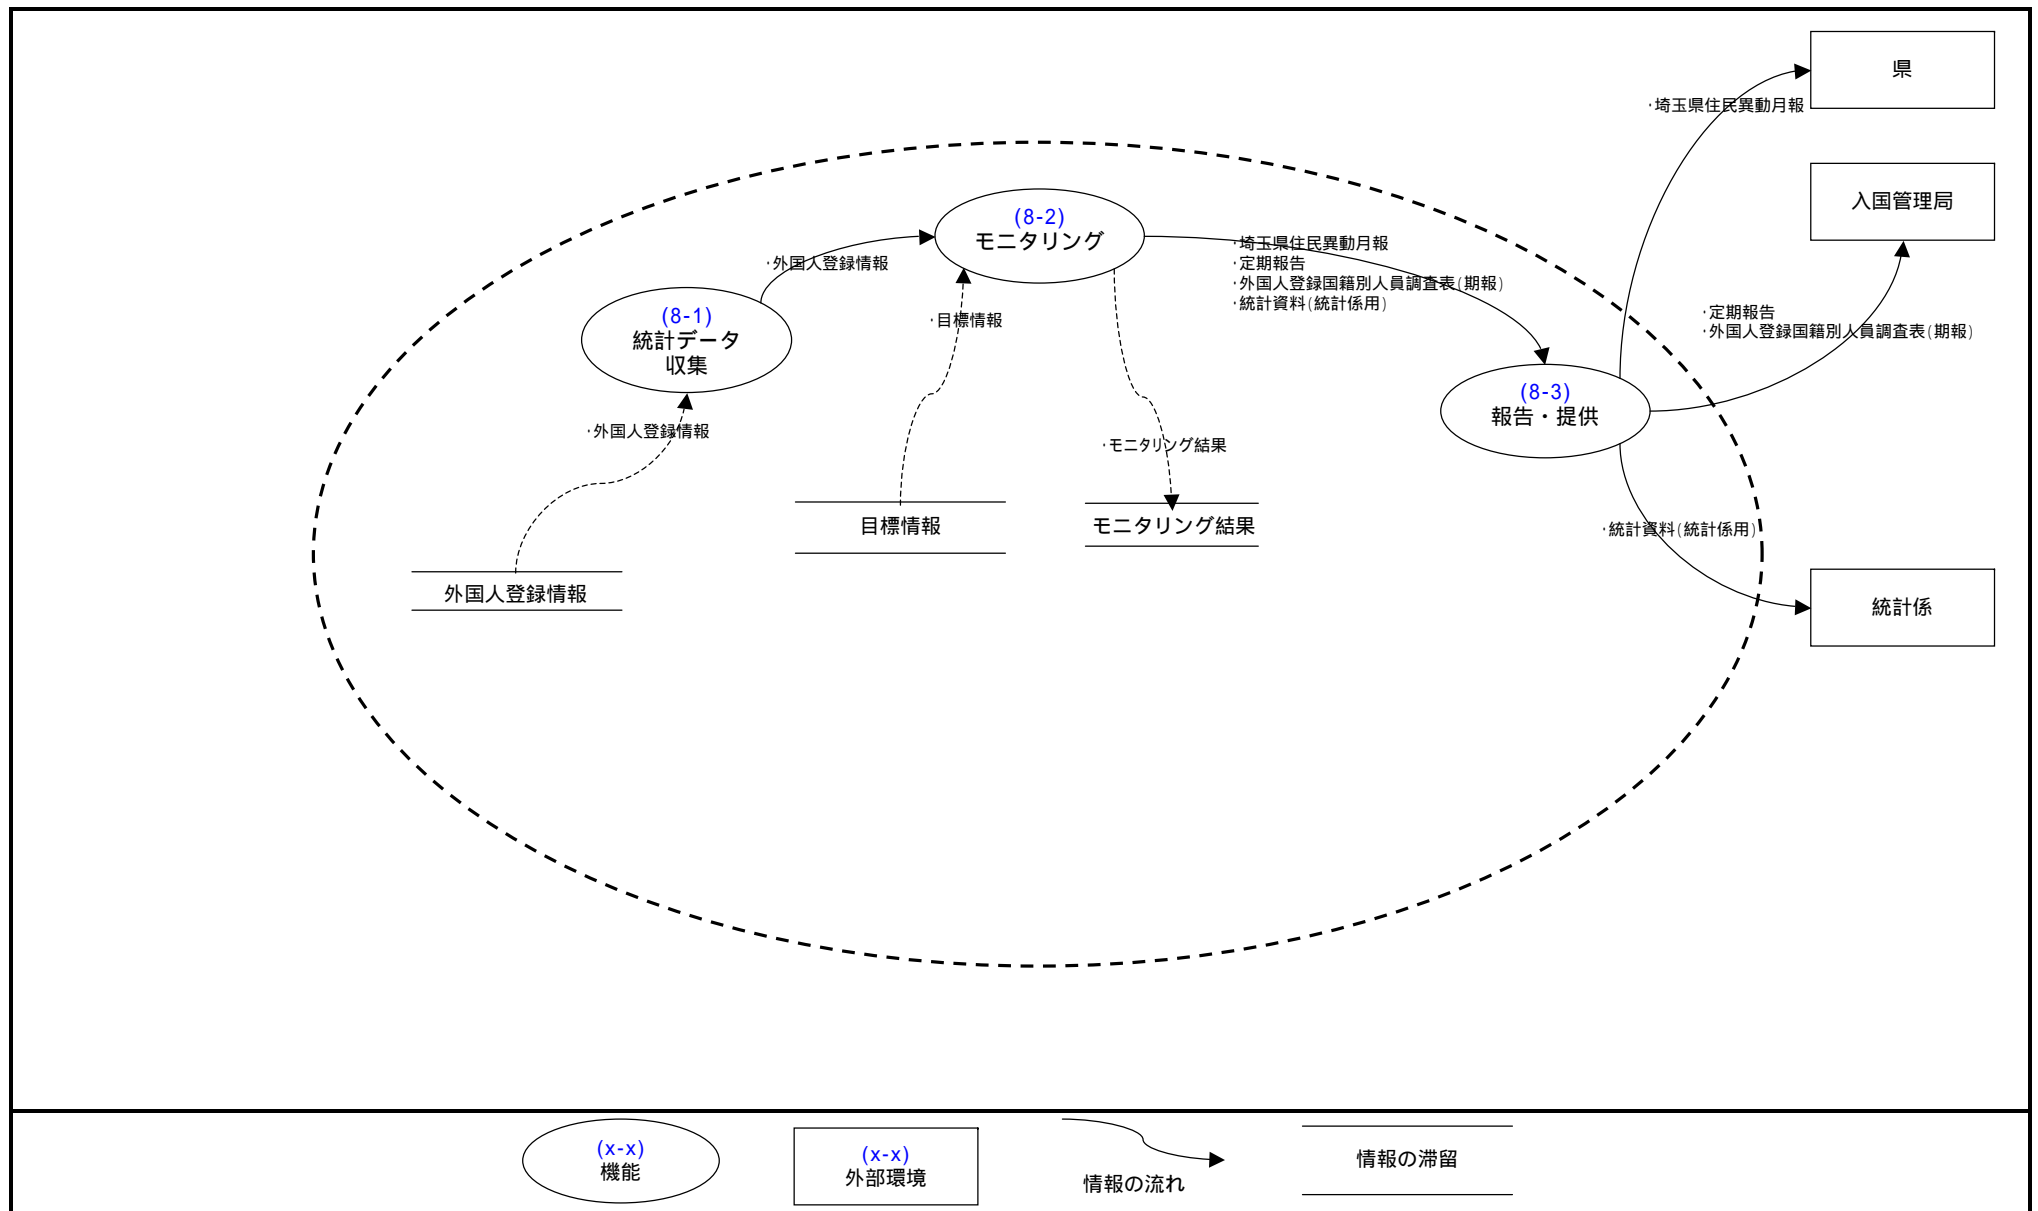 県
・埼玉県住民異動月報
入国管理局
(8-2)
モニタリング
・埼玉県住民異動月報
・定期報告
・外国人登録国籍別人員調査表(期報)
・統計資料(統計係用)
・外国人登録情報
(8-1)
統計データ
収集
・目標情報
・定期報告
・外国人登録国籍別人員調査表(期報)
(8-3)
報告・提供
・外国人登録情報
・モニタリング結果
目標情報
モニタリング結果
・統計資料(統計係用)
外国人登録情報
統計係
(x-x)
機能
(x-x)
外部環境
情報の流れ
情報の滞留